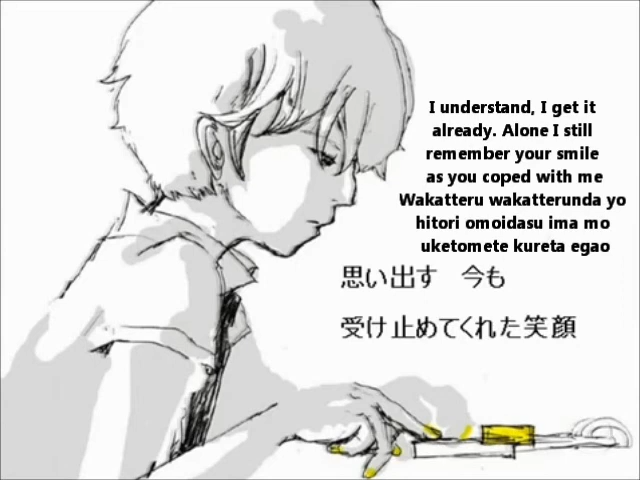 I understand, I get it
already. Alone I still
remember your smile
as you coped with me
Wakatteru wakatterunda yo
hitori omoidasu ima mo
uketomete kureta egao
思い出す　今も
受け止めてくれた笑顔